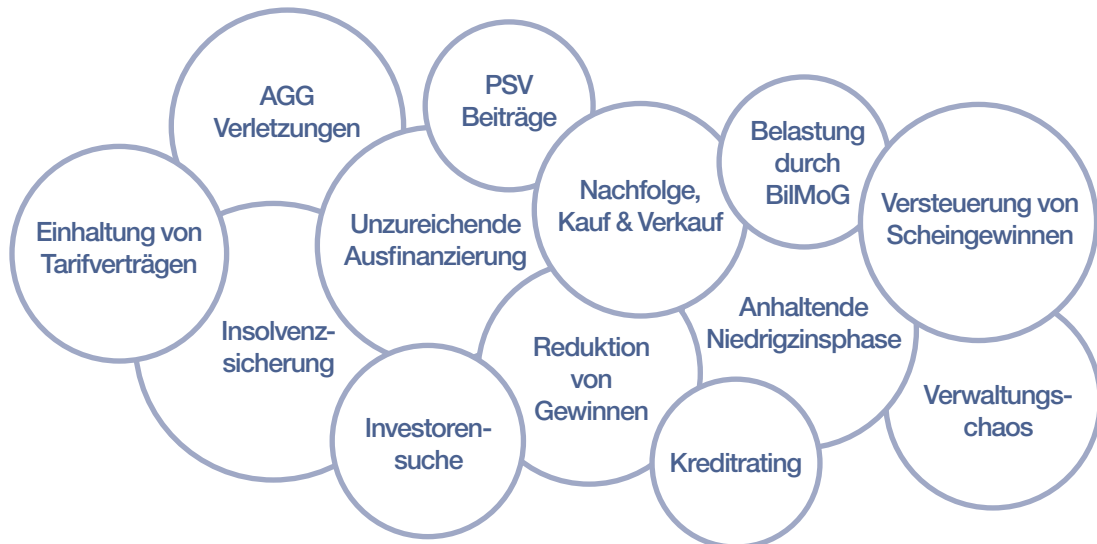 AGG
Verletzungen
PSV
Beiträge
Belastung
durch
BilMoG
Nachfolge,
Kauf & Verkauf
Versteuerung von
Scheingewinnen
Einhaltung von
Tarifverträgen
Unzureichende
Ausfinanzierung
Insolvenz-
sicherung
Anhaltende
Niedrigzinsphase
Reduktion
von
Gewinnen
Verwaltungs-
chaos
Investoren-
suche
Kreditrating